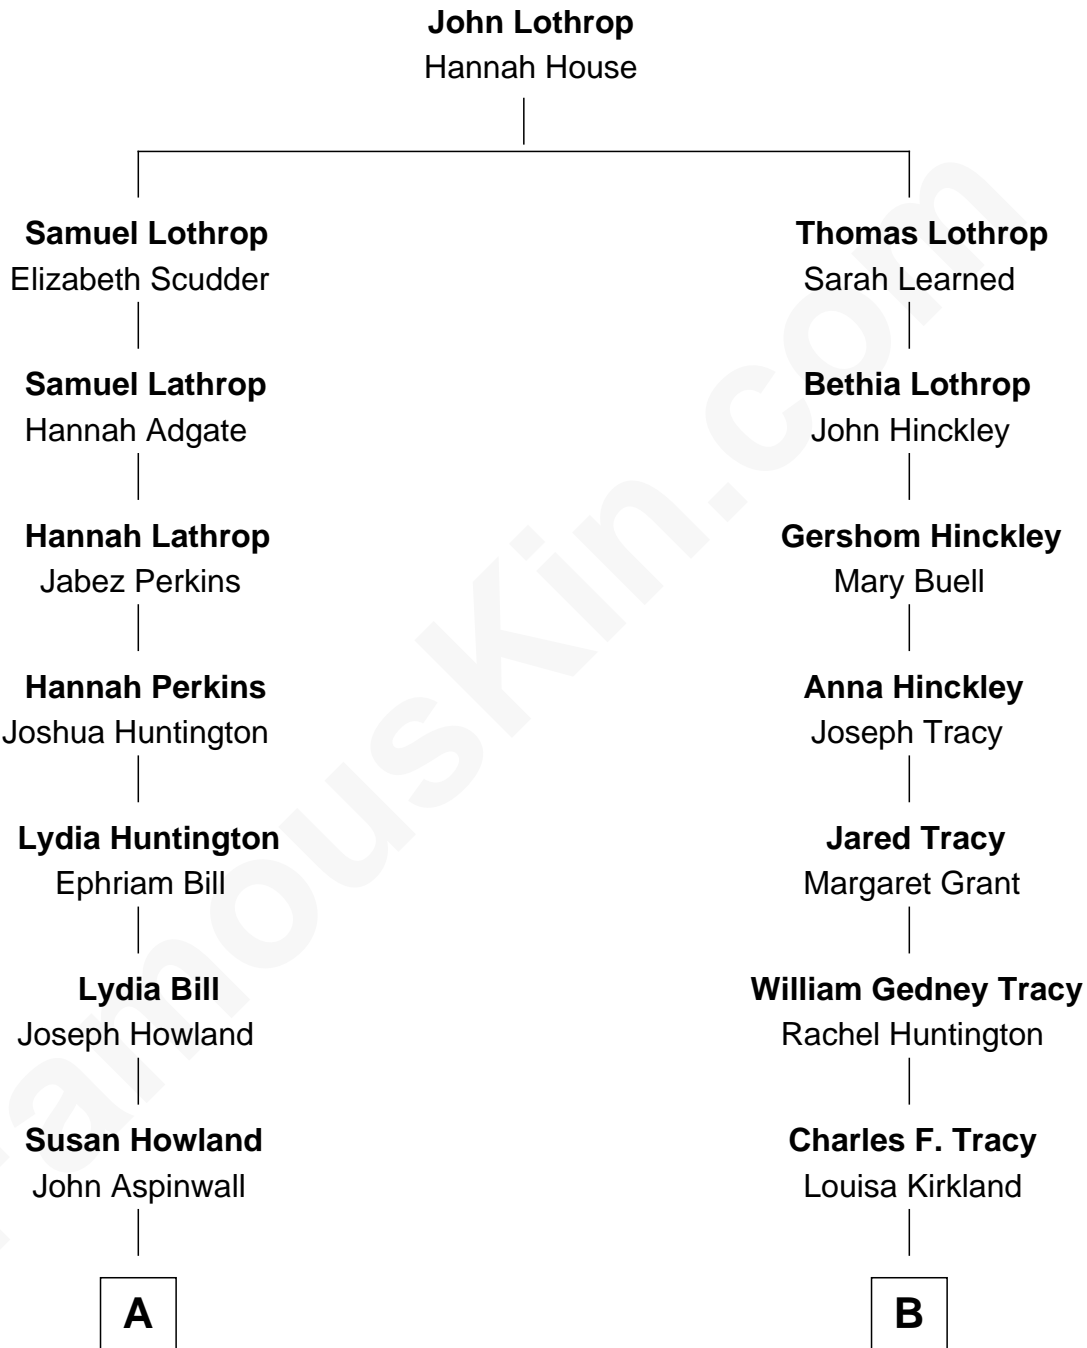 John Lothrop
Hannah House
Samuel Lothrop
Elizabeth Scudder
Thomas Lothrop
Sarah Learned
Samuel Lathrop
Hannah Adgate
Bethia Lothrop
John Hinckley
Hannah Lathrop
Jabez Perkins
Gershom Hinckley
Mary Buell
Hannah Perkins
Joshua Huntington
Anna Hinckley
Joseph Tracy
Lydia Huntington
Ephriam Bill
Jared Tracy
Margaret Grant
Lydia Bill
Joseph Howland
William Gedney Tracy
Rachel Huntington
Susan Howland
John Aspinwall
Charles F. Tracy
Louisa Kirkland
A
B
FamousKin.com